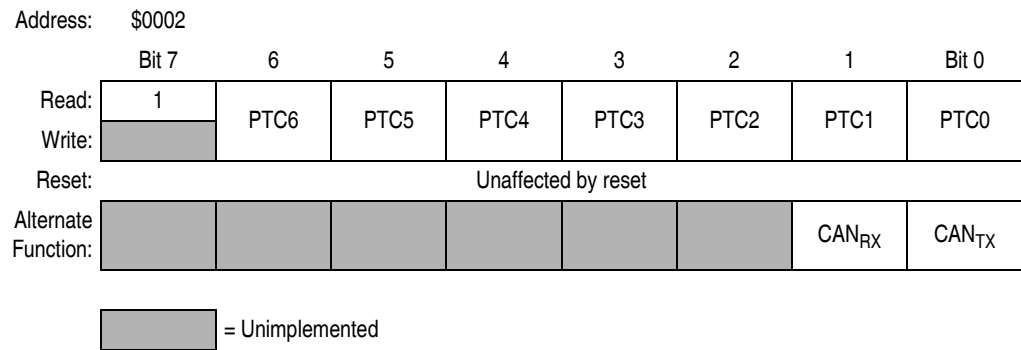 Address: $0002
Bit 7 6 5 4 3 2 1 Bit 0
Read: 1 PTC6 PTC5 PTC4 PTC3 PTC2 PTC1 PTC0
Write:
Reset: Unaffected by reset
Alternate
Function: CANRX CANTX
= Unimplemented